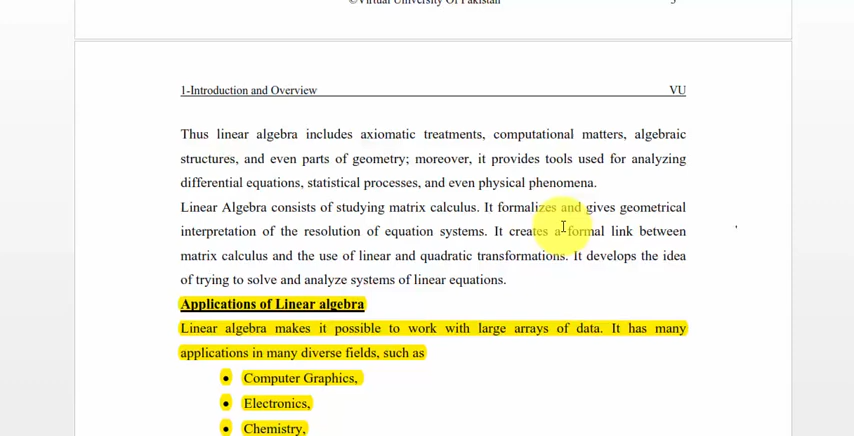 ©Virtual University Of Pakistan 3
1-Introduction and Overview VU
Thus linear algebra includes axiomatic treatments, computational matters, algebraic
structures, and even parts of geometry; moreover, it provides tools used for analyzing
differential equations, statistical processes, and even physical phenomena.
Linear Algebra consists of studying matrix calculus. It formalizes and gives geometrical
interpretation of the resolution of equation systems. It creates a formal link between
matrix calculus and the use of linear and quadratic transformations. It develops the idea
of trying to solve and analyze systems of linear equations.
Applications of Linear algebra
Linear algebra makes it possible to work with large arrays of data. It has many
applications in many diverse fields, such as
• Computer Graphics,
• Electronics,
• Chemistry,